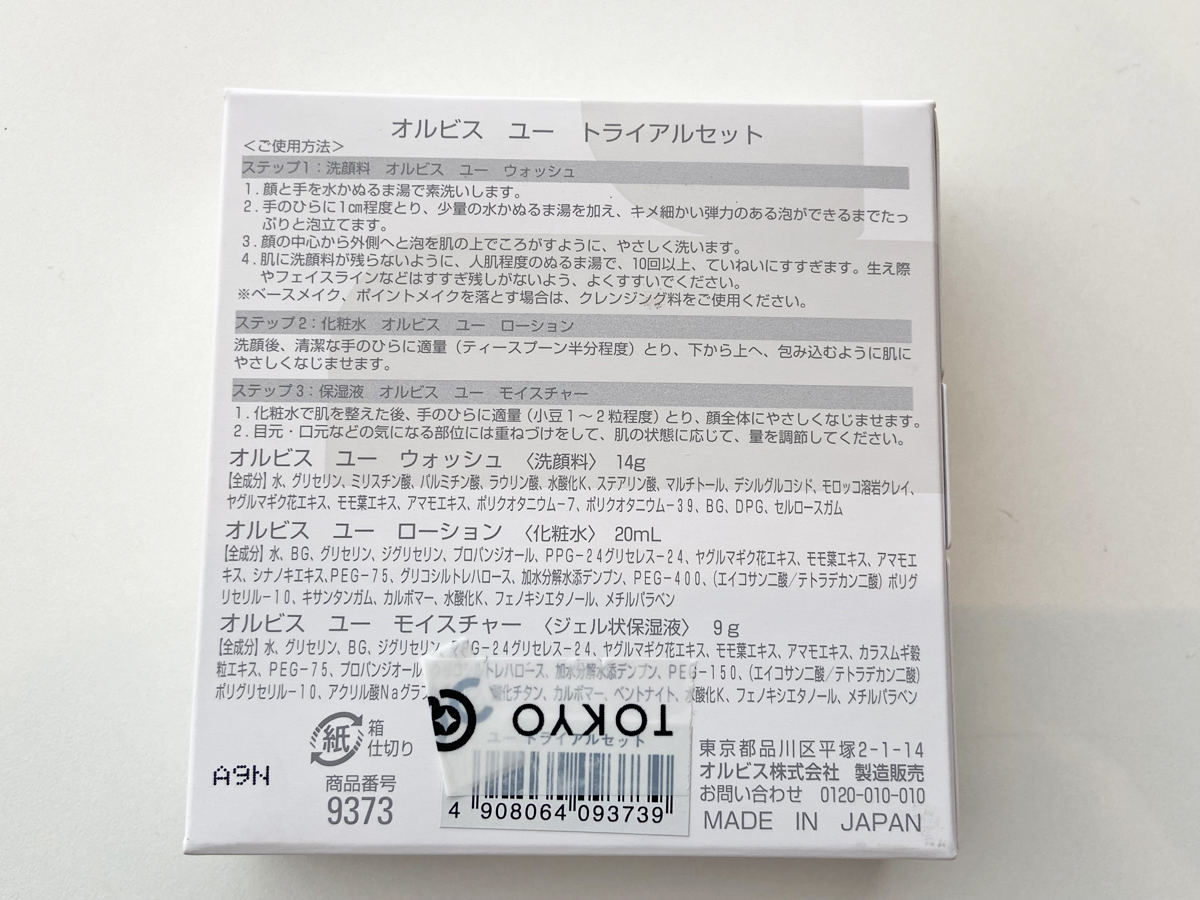 オルビス　ユー　トライアルセット
＜ご使用方法＞
ステップ1：洗顔料　オルビス　ユー　ウォッシュ
1．顔と手を水かぬるま湯で素洗いします。
2．手のひらに1㎝程度とり、少量の水かぬるま湯を加え、キメ細かい弾力のある泡ができるまでたっ
ぷりと泡立てます。
3．顔の中心から外側へと泡を肌の上でころがすように、やさしく洗います。
4．肌に洗顔料が残らないように、人肌程度のぬるま湯で、10回以上、ていねいにすすぎます。生え際
やフェイスラインなどはすすぎ残しがないよう、よくすすいでください。
※ベースメイク、ポイントメイクを落とす場合は、クレンジング料をご使用ください。
ステップ2：化粧水　オルビス　ユー　ローション
洗顔後、清潔な手のひらに適量（ティースプーン半分程度）とり、下から上へ、包み込むように肌に
やさしくなじませます。
ステップ3：保湿液　オルビス　ユー　モイスチャー
1．化粧水で肌を整えた後、手のひらに適量（小豆1～2粒程度）とり、顔全体にやさしくなじませます。
2．目元・口元などの気になる部位には重ねづけをして、肌の状態に応じて、量を調節してください。
オルビス　ユー　ウォッシュ　〈洗顔料〉　14g
【全成分】水、グリセリン、ミリスチン酸、パルミチン酸、ラウリン酸、水酸化K、ステアリン酸、マルチトール、デシルグルコシド、モロッコ溶岩クレイ、
ヤグルマギク花エキス、モモ葉エキス、アマモエキス、ポリクオタニウム－7、ポリクオタニウム－39、BG、DPG、セルロースガム
オルビス　ユー　ローション　〈化粧水〉　20mL
【全成分】水、BG、グリセリン、ジグリセリン、プロパンジオール、PPG－24グリセレス－24、ヤグルマギク花エキス、モモ葉エキス、アマモエ
キス、シナノキエキス、PEG－75、グリコシルトレハロース、加水分解水添デンプン、PEG－400、（エイコサン二酸／テトラデカン二酸）ポリグ
リセリル－10、キサンタンガム、カルボマー、水酸化K、フェノキシエタノール、メチルパラベン
オルビス　ユー　モイスチャー　〈ジェル状保湿液〉　9g
【全成分】水、グリセリン、BG、ジグリセリン、G－24グリセレス－24、ヤグルマギク花エキス、モモ葉エキス、アマモエキス、カラスムギ穀
粒エキス、PEG－75、プロパンジオール トレハロース、加水分解水添デンプン、PEG－150、（エイコサン二酸／テトラデカン二酸）
ポリグリセリル－10、アクリル酸Naグラフ 酸化チタン、カルボマー、ベントナイト、水酸化K、フェノキシエタノール、メチルパラベン
TOKYO
紙
箱
仕切り
A9N
商品番号
9373
ユー トライアルセット
4 908064 093739
東京都品川区平塚2-1-14
オルビス株式会社　製造販売
お問い合わせ　0120-010-010
MADE IN JAPAN